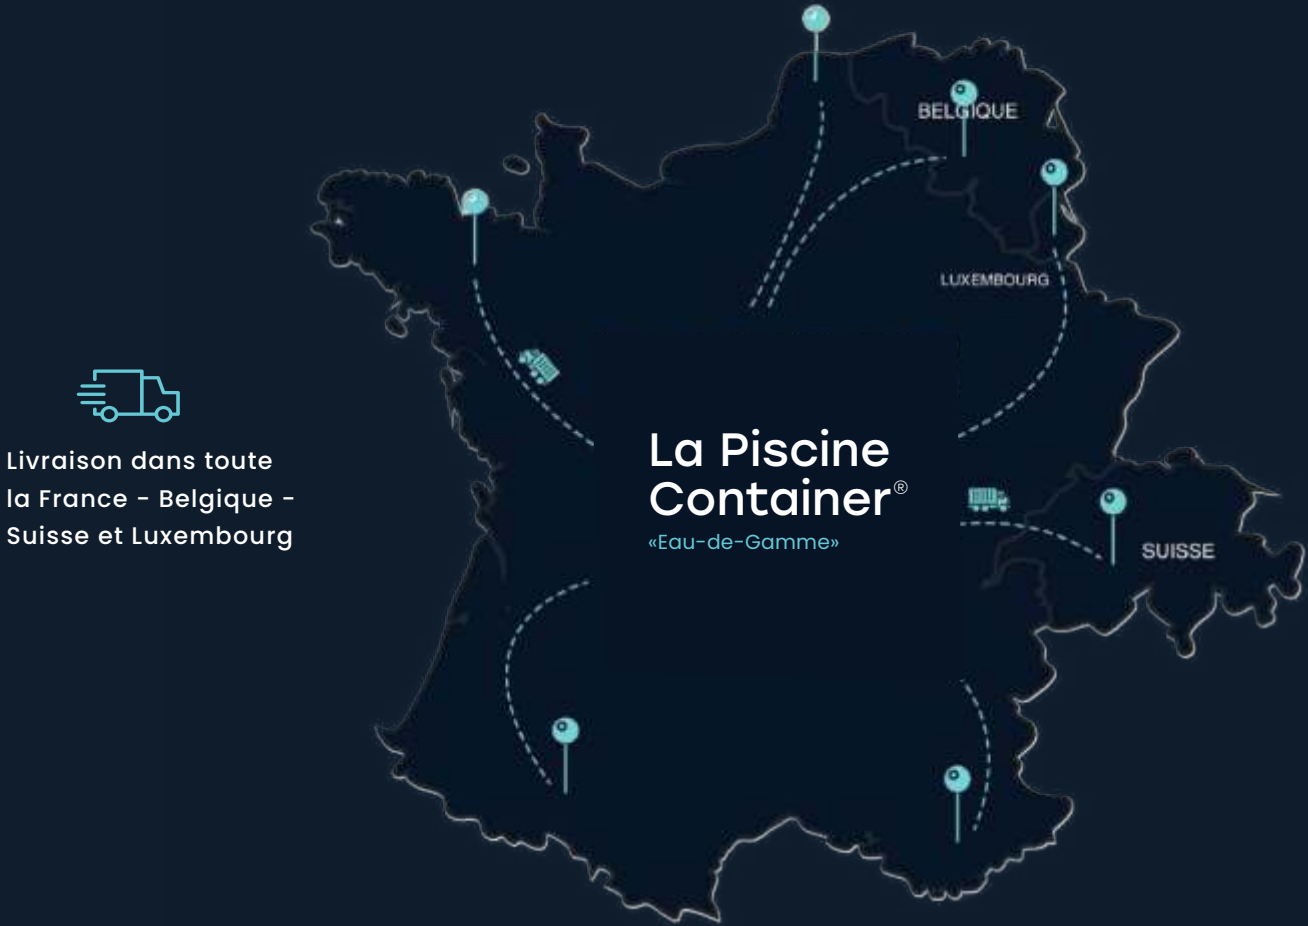 BELGIQUE
LUXEMBOURG
Livraison dans toute
la France - Belgique -
Suisse et Luxembourg
La Piscine
Container®
«Eau-de-Gamme»
SUISSE